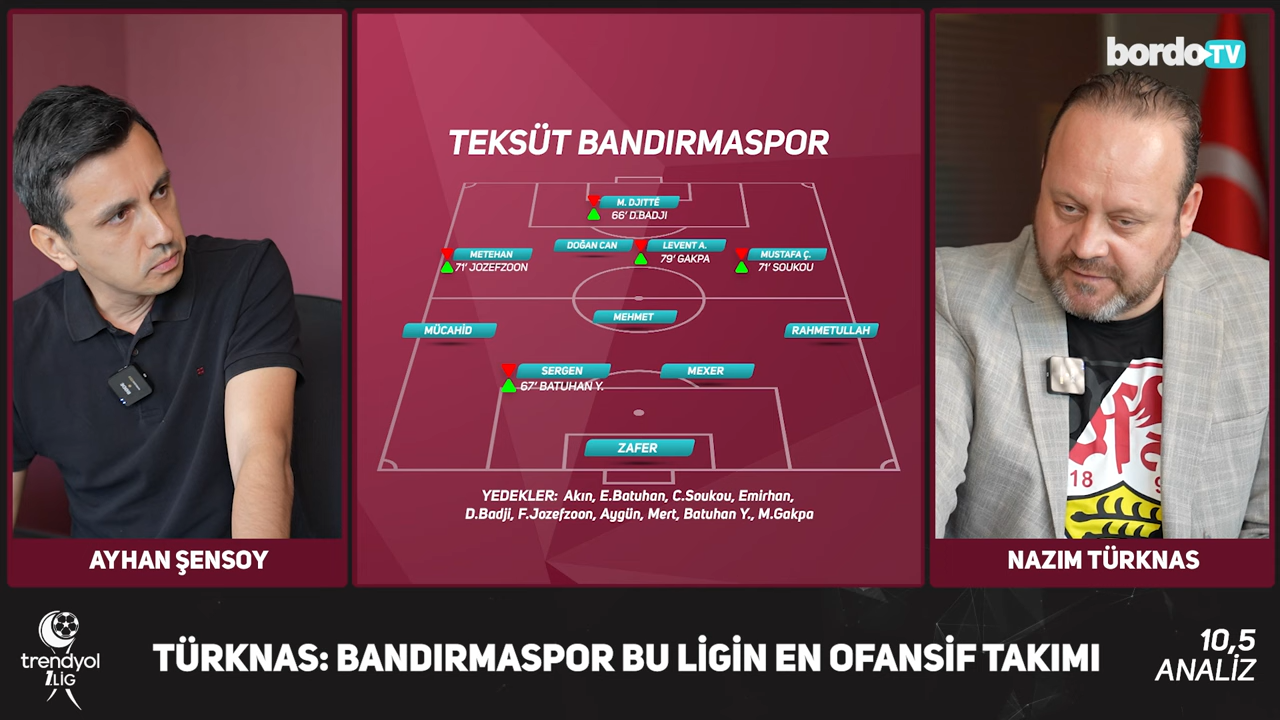 bordo TV
TEKSÜT BANDIRMASPOR
M. DJITTÉ
66' D.BADJI
METEHAN
71' JOZEFZOON
DOĞAN CAN
LEVENT A.
79' GAKPA
MUSTAFA Ç.
71' SOUKOU
MÜCAHİD
MEHMET
RAHMETULLAH
SERGEN
67' BATUHAN Y.
MEXER
ZAFER
YEDEKLER: Akın, E.Batuhan, C.Soukou, Emirhan,
D.Badji, F.Jozefzoon, Aygün, Mert, Batuhan Y., M.Gakpa
18
AYHAN ŞENSOY
NAZIM TÜRKNAS
trendyol
1.LİG
TÜRKNAS: BANDIRMASPOR BU LİGİN EN OFANSİF TAKIMI
10,5
ANALİZ